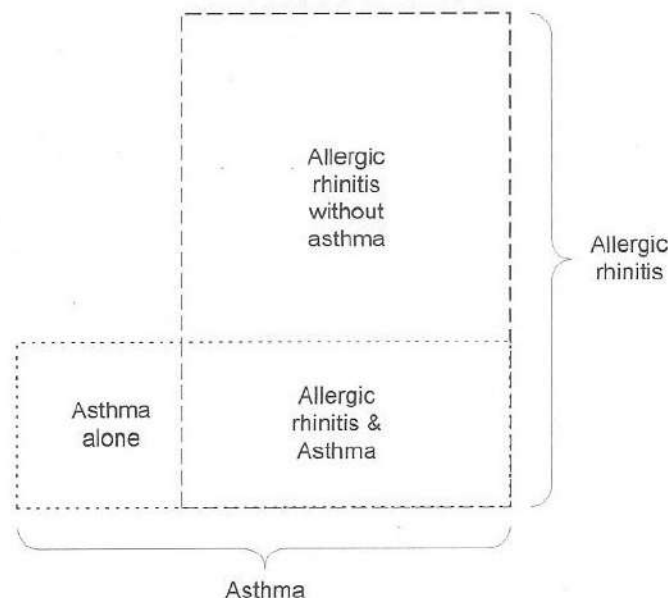 Allergic
rhinitis
without
asthma
Allergic
rhinitis
Asthma
alone
Allergic
rhinitis &
Asthma
Asthma